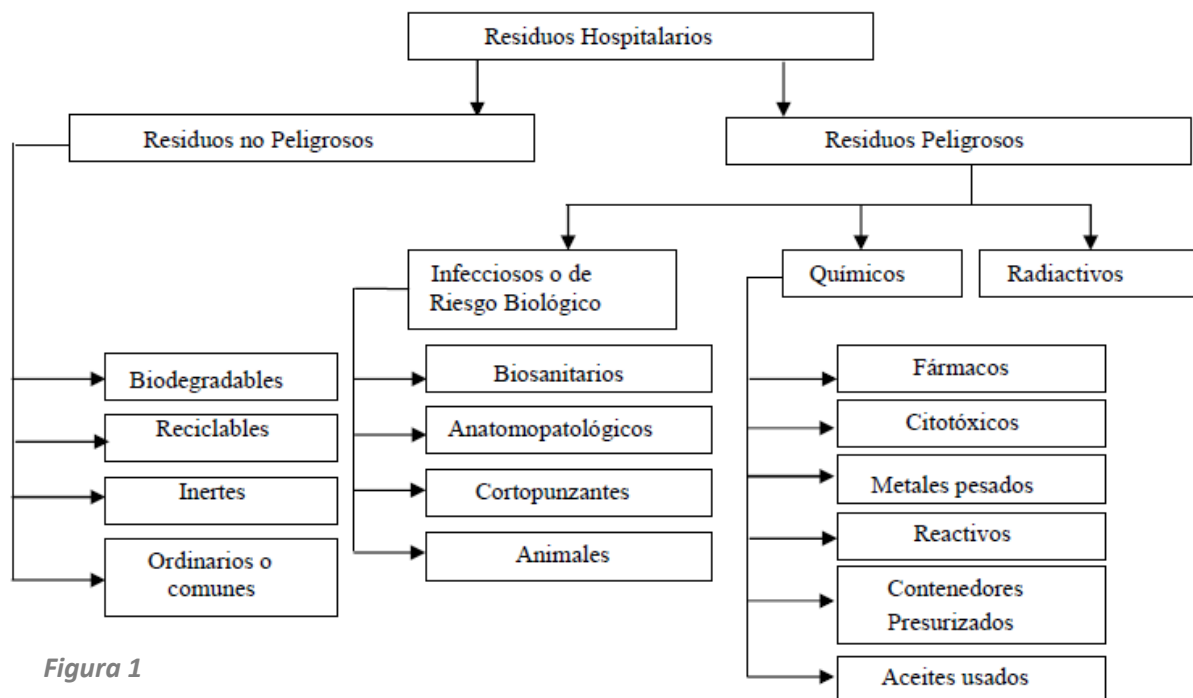 Residuos Hospitalarios
Residuos no Peligrosos
Residuos Peligrosos
Infecciosos o de
Riesgo Biológico
Químicos
Radiactivos
Biodegradables
Reciclables
Inertes
Ordinarios o
comunes
Biosanitarios
Anatomopatológicos
Cortopunzantes
Animales
Fármacos
Citotóxicos
Metales pesados
Reactivos
Contenedores
Presurizados
Aceites usados
Figura 1